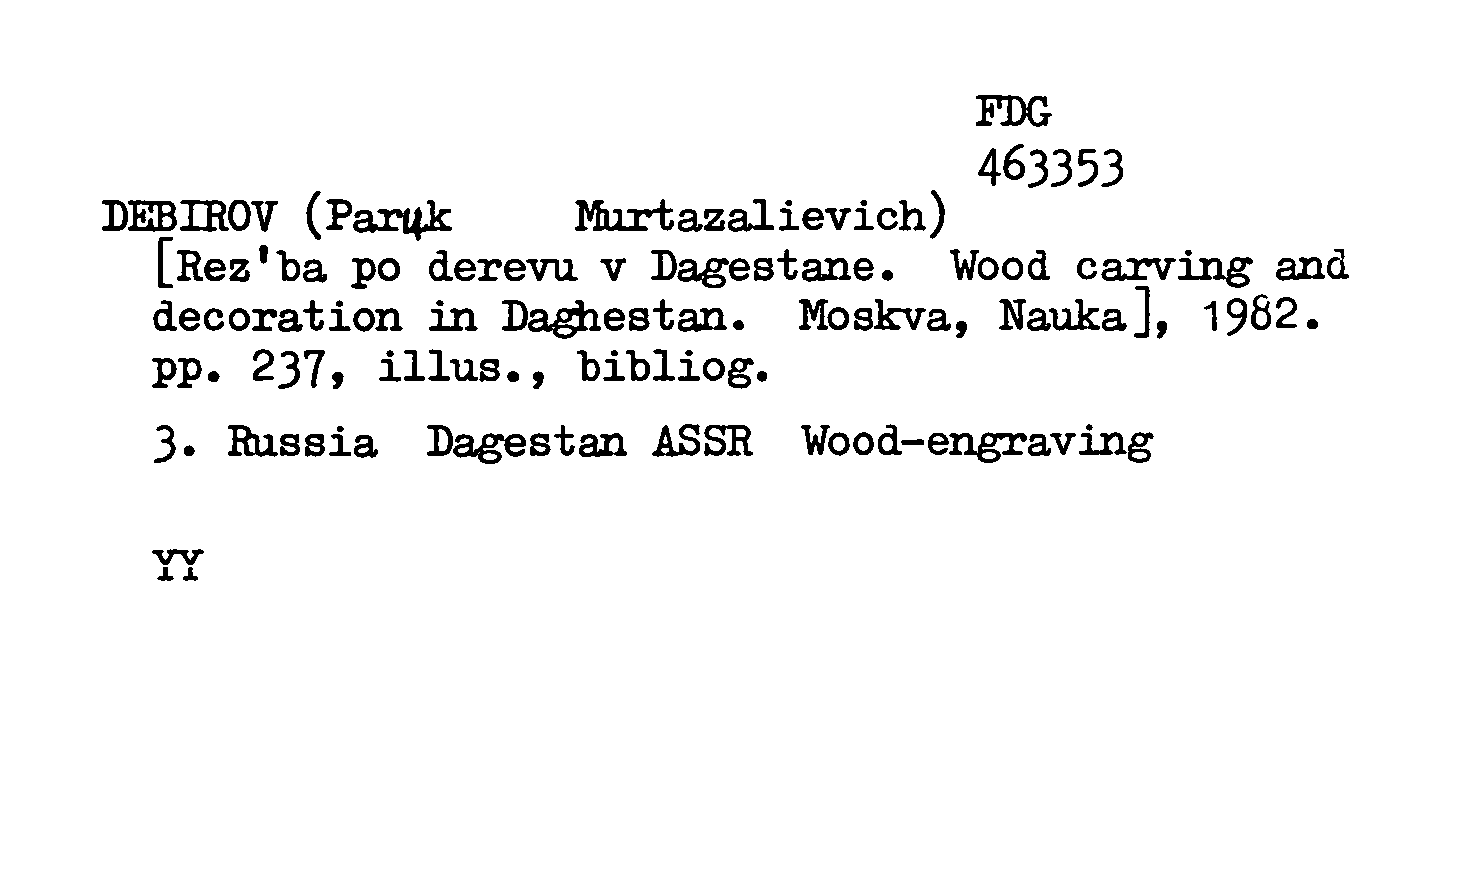 FDG
463353
DEBIROV (Paruk Murtazalievich)
[Rez'ba po derevu v Dagestane. Wood carving and
decoration in Daghestan. Moskva, Nauka], 1982.
pp. 237, illus., bibliog.
3. Russia Dagestan ASSR Wood-engraving
YY